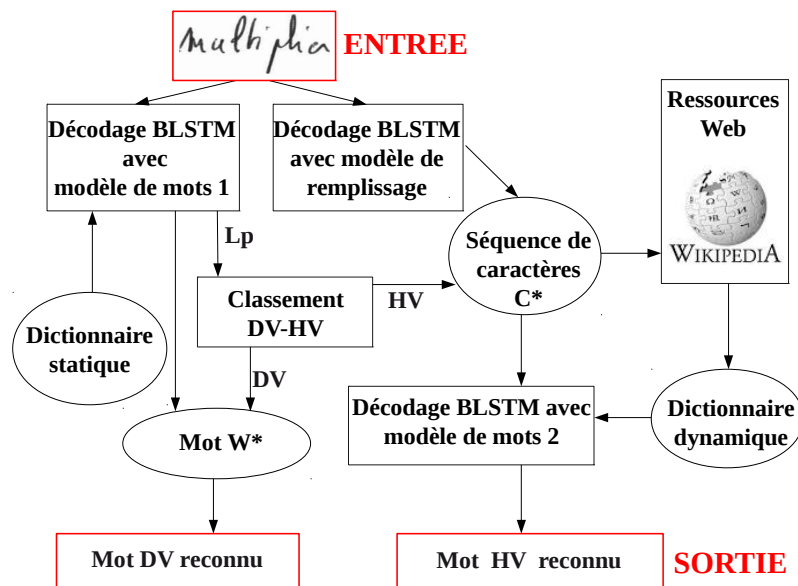 multiplia
ENTREE
Décodage BLSTM
avec
modèle de mots 1
Décodage BLSTM
avec modèle de
remplissage
Ressources
Web
WIKIPEDIA
Lp
Séquence de
caractères
C*
Classement
DV-HV
HV
Dictionnaire
statique
DV
Mot W*
Décodage BLSTM avec
modèle de mots 2
Dictionnaire
dynamique
Mot DV reconnu
Mot HV reconnu
SORTIE